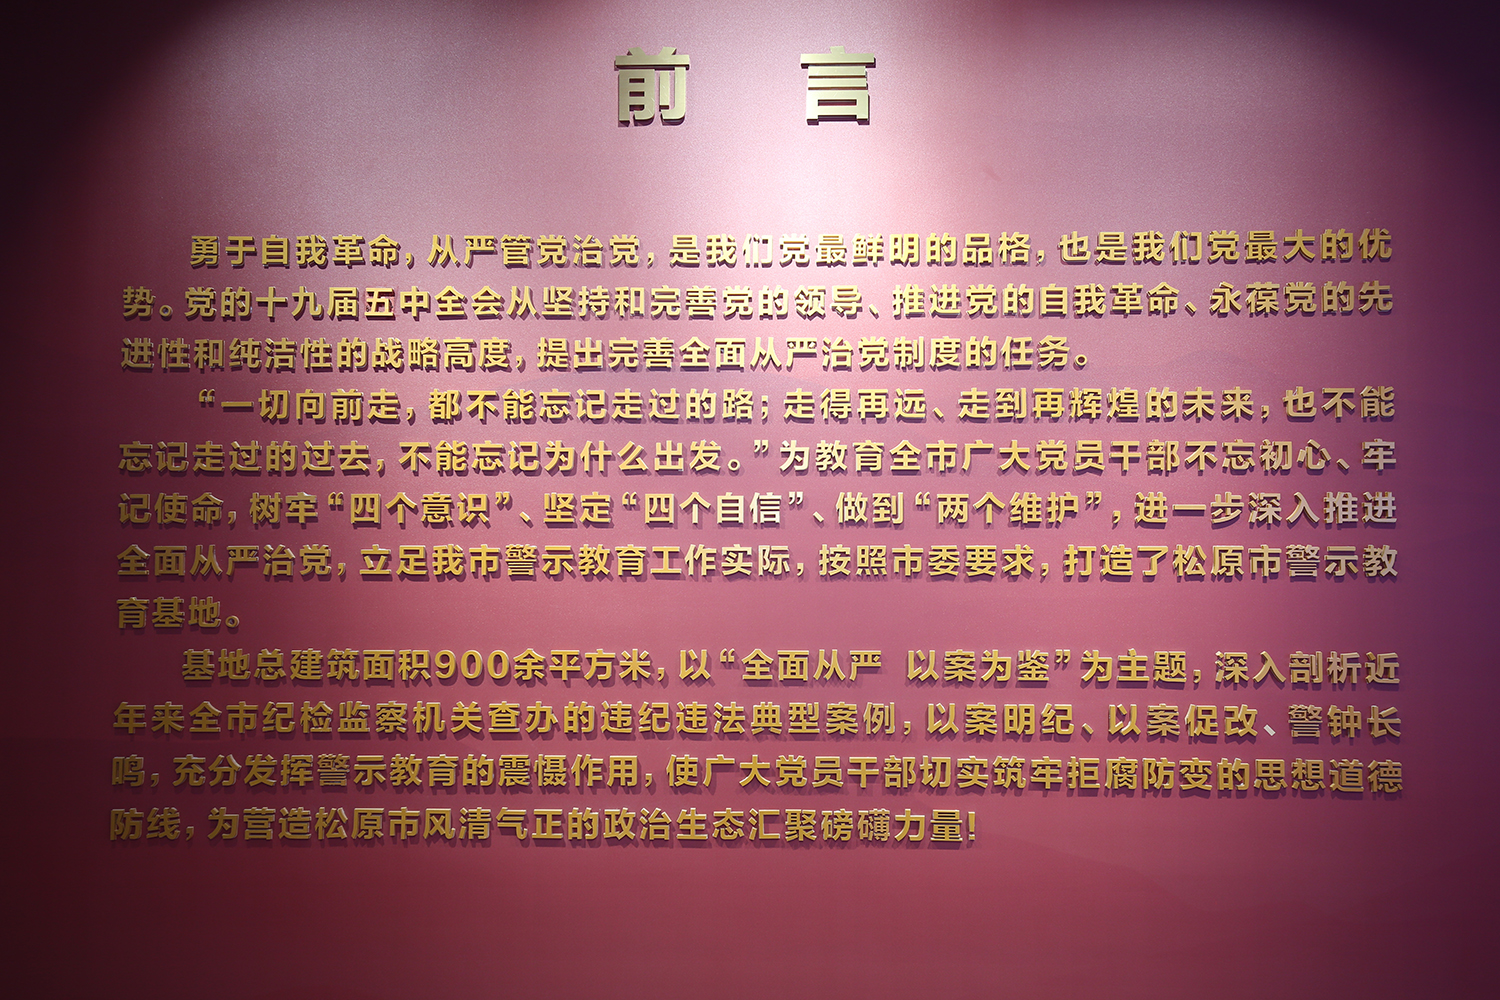 前言
勇于自我革命，从严管党治党，是我们党最鲜明的品格，也是我们党最大的优
势。党的十九届五中全会从坚持和完善党的领导、推进党的自我革命、永葆党的先
进性和纯洁性的战略高度，提出完善全面从严治党制度的任务。
“一切向前走，都不能忘记走过的路；走得再远、走到再辉煌的未来，也不能
忘记走过的过去，不能忘记为什么出发。”为教育全市广大党员干部不忘初心、牢
记使命，树牢“四个意识”、坚定“四个自信”、做到“两个维护”，进一步深入推进
全面从严治党，立足我市警示教育工作实际，按照市委要求，打造了松原市警示教
育基地。
基地总建筑面积900余平方米，以“全面从严 以案为鉴”为主题，深入剖析近
年来全市纪检监察机关查办的违纪违法典型案例，以案明纪、以案促改、警钟长
鸣，充分发挥警示教育的震慑作用，使广大党员干部切实筑牢拒腐防变的思想道德
防线，为营造松原市风清气正的政治生态汇聚磅礴力量！